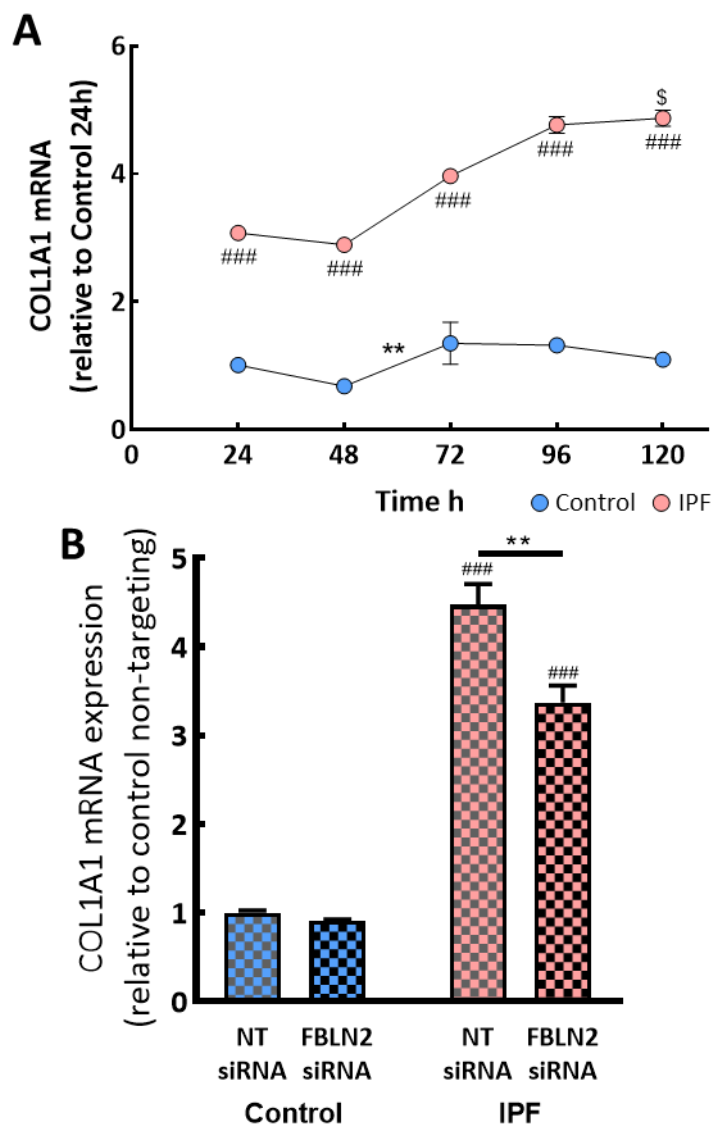 A
COL1A1 mRNA
(relative to Control 24h)
6
4
2
0
$
###
###
###
###
###
**
0
24
48
72
96
120
Time h
Control
IPF
B
COL1A1 mRNA expression
(relative to control non-targeting)
5
4
3
2
1
0
**
###
###
NT
siRNA
FBLN2
siRNA
NT
siRNA
FBLN2
siRNA
Control
IPF